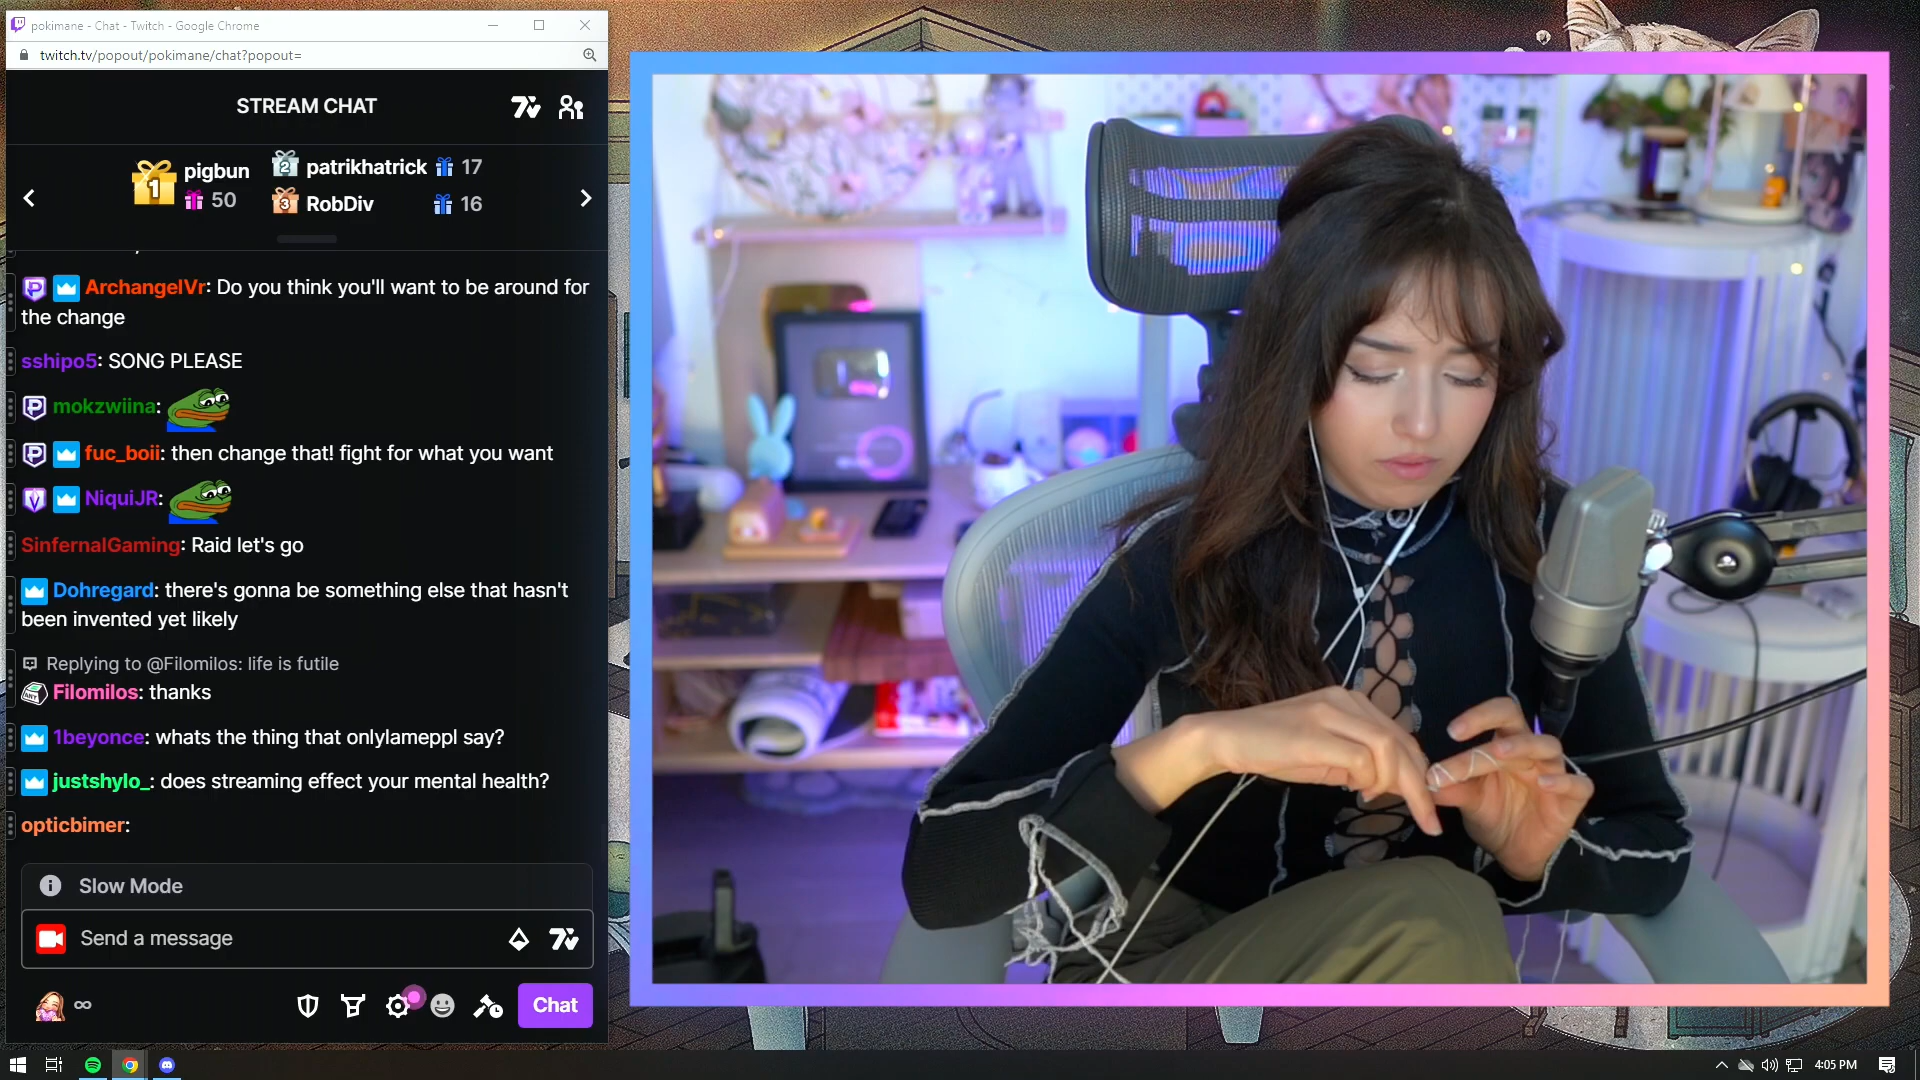 pokimane - Chat - Twitch - Google Chrome
twitch.tv/popout/pokimane/chat?popout=
STREAM CHAT
1 pigbun 50
2 patrikhatrick 17
3 RobDiv 16
ArchangelVr: Do you think you'll want to be around for
the change
sshipo5: SONG PLEASE
mokzwiina:
fuc_boii: then change that! fight for what you want
NiquiJR:
SinfernalGaming: Raid let's go
Dohregard: there's gonna be something else that hasn't
been invented yet likely
Replying to @Filomilos: life is futile
Filomilos: thanks
1beyonce: whats the thing that onlylameppl say?
justshylo_: does streaming effect your mental health?
opticbimer:
Slow Mode
Send a message
∞
Chat
4:05 PM